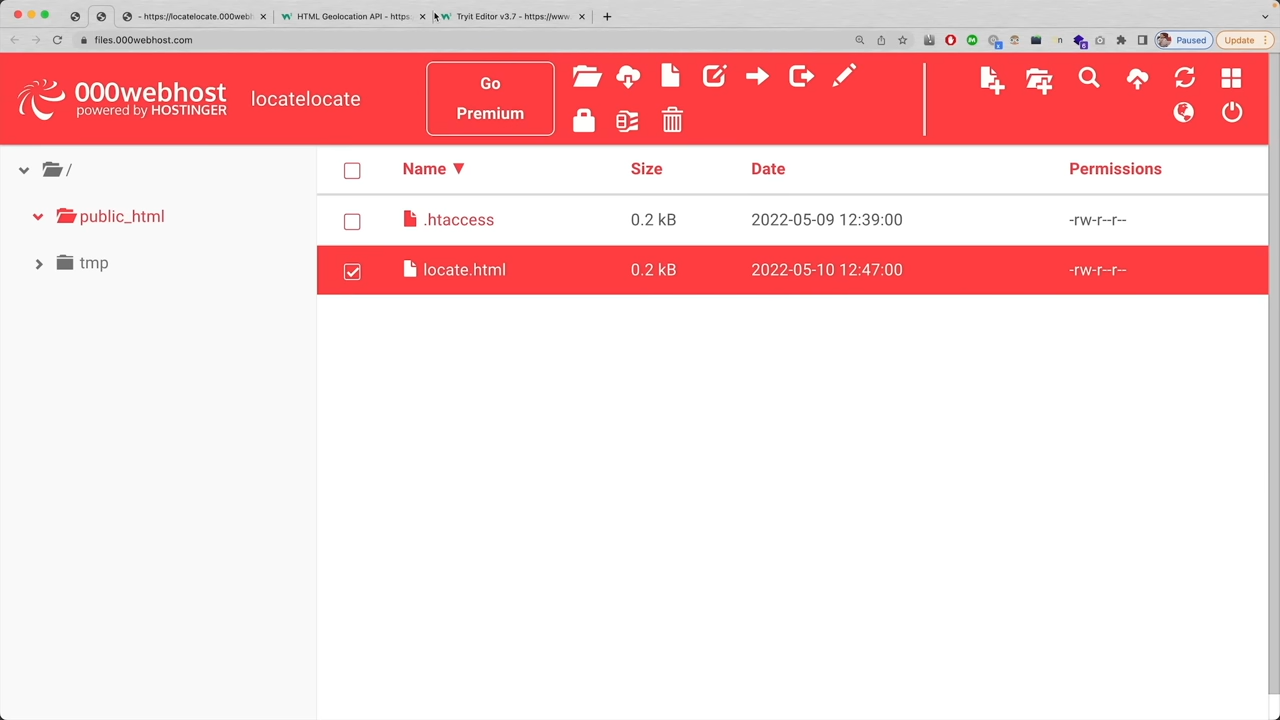 - https://locatelocate.000webh
HTML Geolocation API - https:
Tryit Editor v3.7 - https://www
files.000webhost.com
Paused
Update
000webhost
powered by HOSTINGER
locatelocate
Go
Premium
/
public_html
tmp
Name ▼ Size Date Permissions
.htaccess 0.2 kB 2022-05-09 12:39:00 -rw-r--r--
locate.html 0.2 kB 2022-05-10 12:47:00 -rw-r--r--